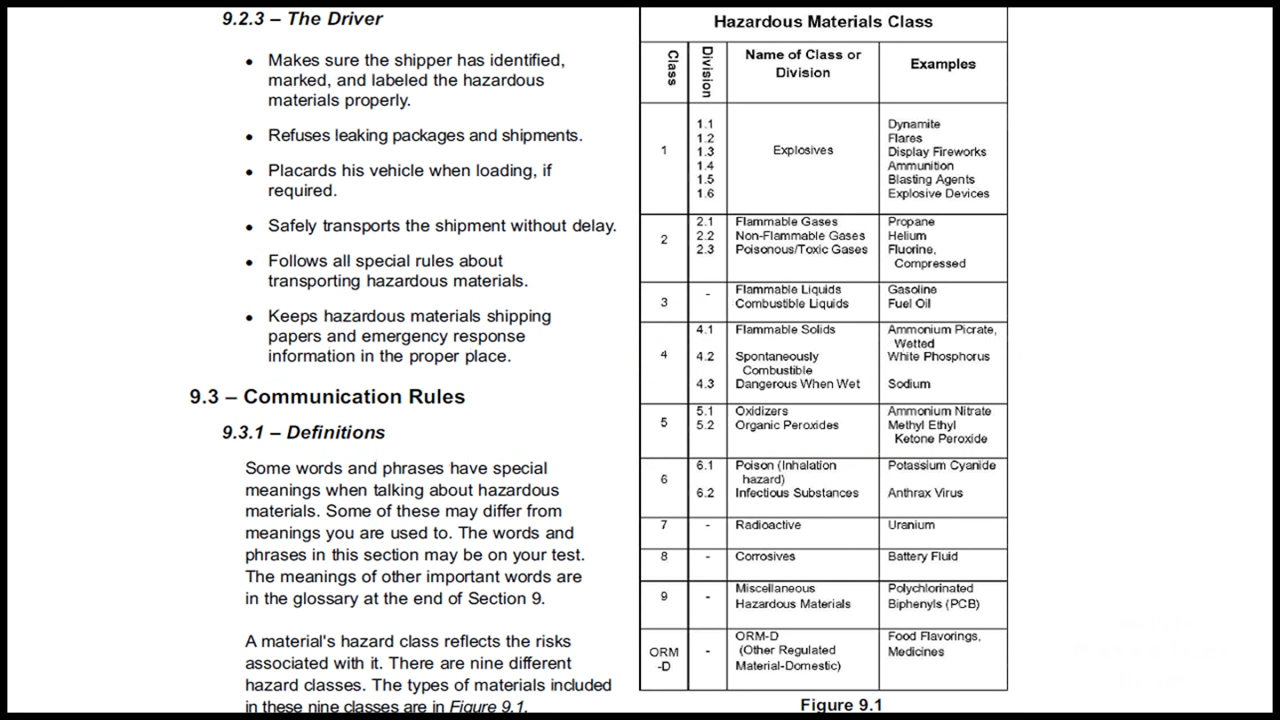 9.2.3 – The Driver
• Makes sure the shipper has identified,
marked, and labeled the hazardous
materials properly.
• Refuses leaking packages and shipments.
• Placards his vehicle when loading, if
required.
• Safely transports the shipment without delay.
• Follows all special rules about
transporting hazardous materials.
• Keeps hazardous materials shipping
papers and emergency response
information in the proper place.
9.3 – Communication Rules
9.3.1 – Definitions
Some words and phrases have special
meanings when talking about hazardous
materials. Some of these may differ from
meanings you are used to. The words and
phrases in this section may be on your test.
The meanings of other important words are
in the glossary at the end of Section 9.
A material's hazard class reflects the risks
associated with it. There are nine different
hazard classes. The types of materials included
in these nine classes are in Figure 9.1.
Hazardous Materials Class
Class Division Name of Class or Division Examples
1.1 Dynamite
1.2 Flares
1 1.3 Explosives Display Fireworks
1.4 Ammunition
1.5 Blasting Agents
1.6 Explosive Devices
2.1 Flammable Gases Propane
2 2.2 Non-Flammable Gases Helium
2.3 Poisonous/Toxic Gases Fluorine,
Compressed
- Flammable Liquids Gasoline
3 Combustible Liquids Fuel Oil
4.1 Flammable Solids Ammonium Picrate,
Wetted
4 4.2 Spontaneously White Phosphorus
Combustible
4.3 Dangerous When Wet Sodium
5.1 Oxidizers Ammonium Nitrate
5 5.2 Organic Peroxides Methyl Ethyl
Ketone Peroxide
6.1 Poison (Inhalation Potassium Cyanide
6 hazard)
6.2 Infectious Substances Anthrax Virus
7 - Radioactive Uranium
8 - Corrosives Battery Fluid
9 - Miscellaneous Polychlorinated
Hazardous Materials Biphenyls (PCB)
ORM-D Food Flavorings,
ORM - (Other Regulated Medicines
-D Material-Domestic)
Figure 9.1